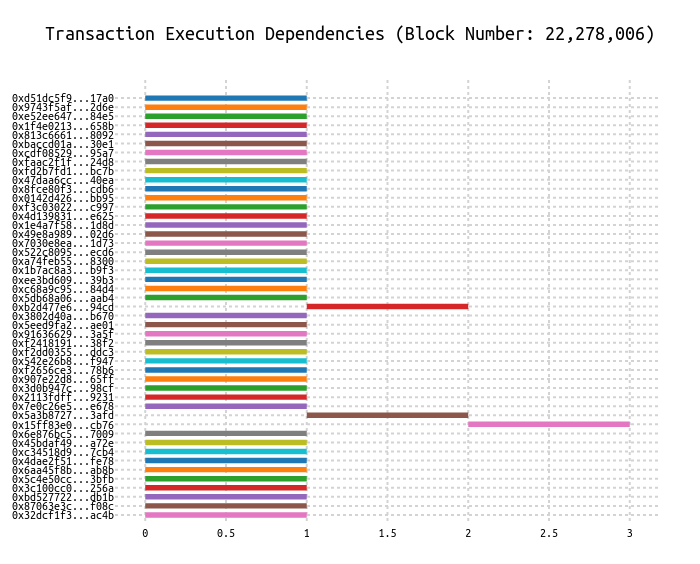 Transaction Execution Dependencies (Block Number: 22,278,006)
0xd51dc5f9...17a0
0x9743f5af...2d6e
0xe52ee647...84e5
0x1f4e0213...658b
0x813c6661...8092
0xbaccd01a...30e1
0xcdf08529...95a7
0xfaac2f1f...24d8
0xfd2b7fd1...bc7b
0x47daa6cc...40ea
0x8fce80f3...cdb6
0x0142d426...bb95
0xf3c03022...c997
0x4d139831...e625
0x1e4a7f58...1d8d
0x49e8a989...02d6
0x7030e8ea...1d73
0x522c8095...ecd6
0xa74feb55...8300
0x1b7ac8a3...b9f3
0xee3bd609...39b3
0xc68a9c95...84d4
0x5db68a06...aab4
0xb2d477e6...94cd
0x3802d40a...b670
0x5eed9fa2...ae01
0x91636629...3a5f
0xf2418191...38f2
0xf2dd0355...ddc3
0x542e26b8...f947
0xf2656ce3...78b6
0x907e22d8...65ff
0x3d0b947c...98cf
0x2113fdff...9231
0x7e0c26e5...e678
0x5a3b8727...3afd
0x15ff83e0...cb76
0x6e876bc5...7009
0x45bdaf49...a72e
0xc34518d9...7cb4
0x4dae2f51...fe78
0x6aa45f8b...ab8b
0x5c4e50cc...3bfb
0x3c100cc0...256a
0xbd527722...db1b
0x87063e3c...f08c
0x32dcf1f3...ac4b
0 0.5 1 1.5 2 2.5 3